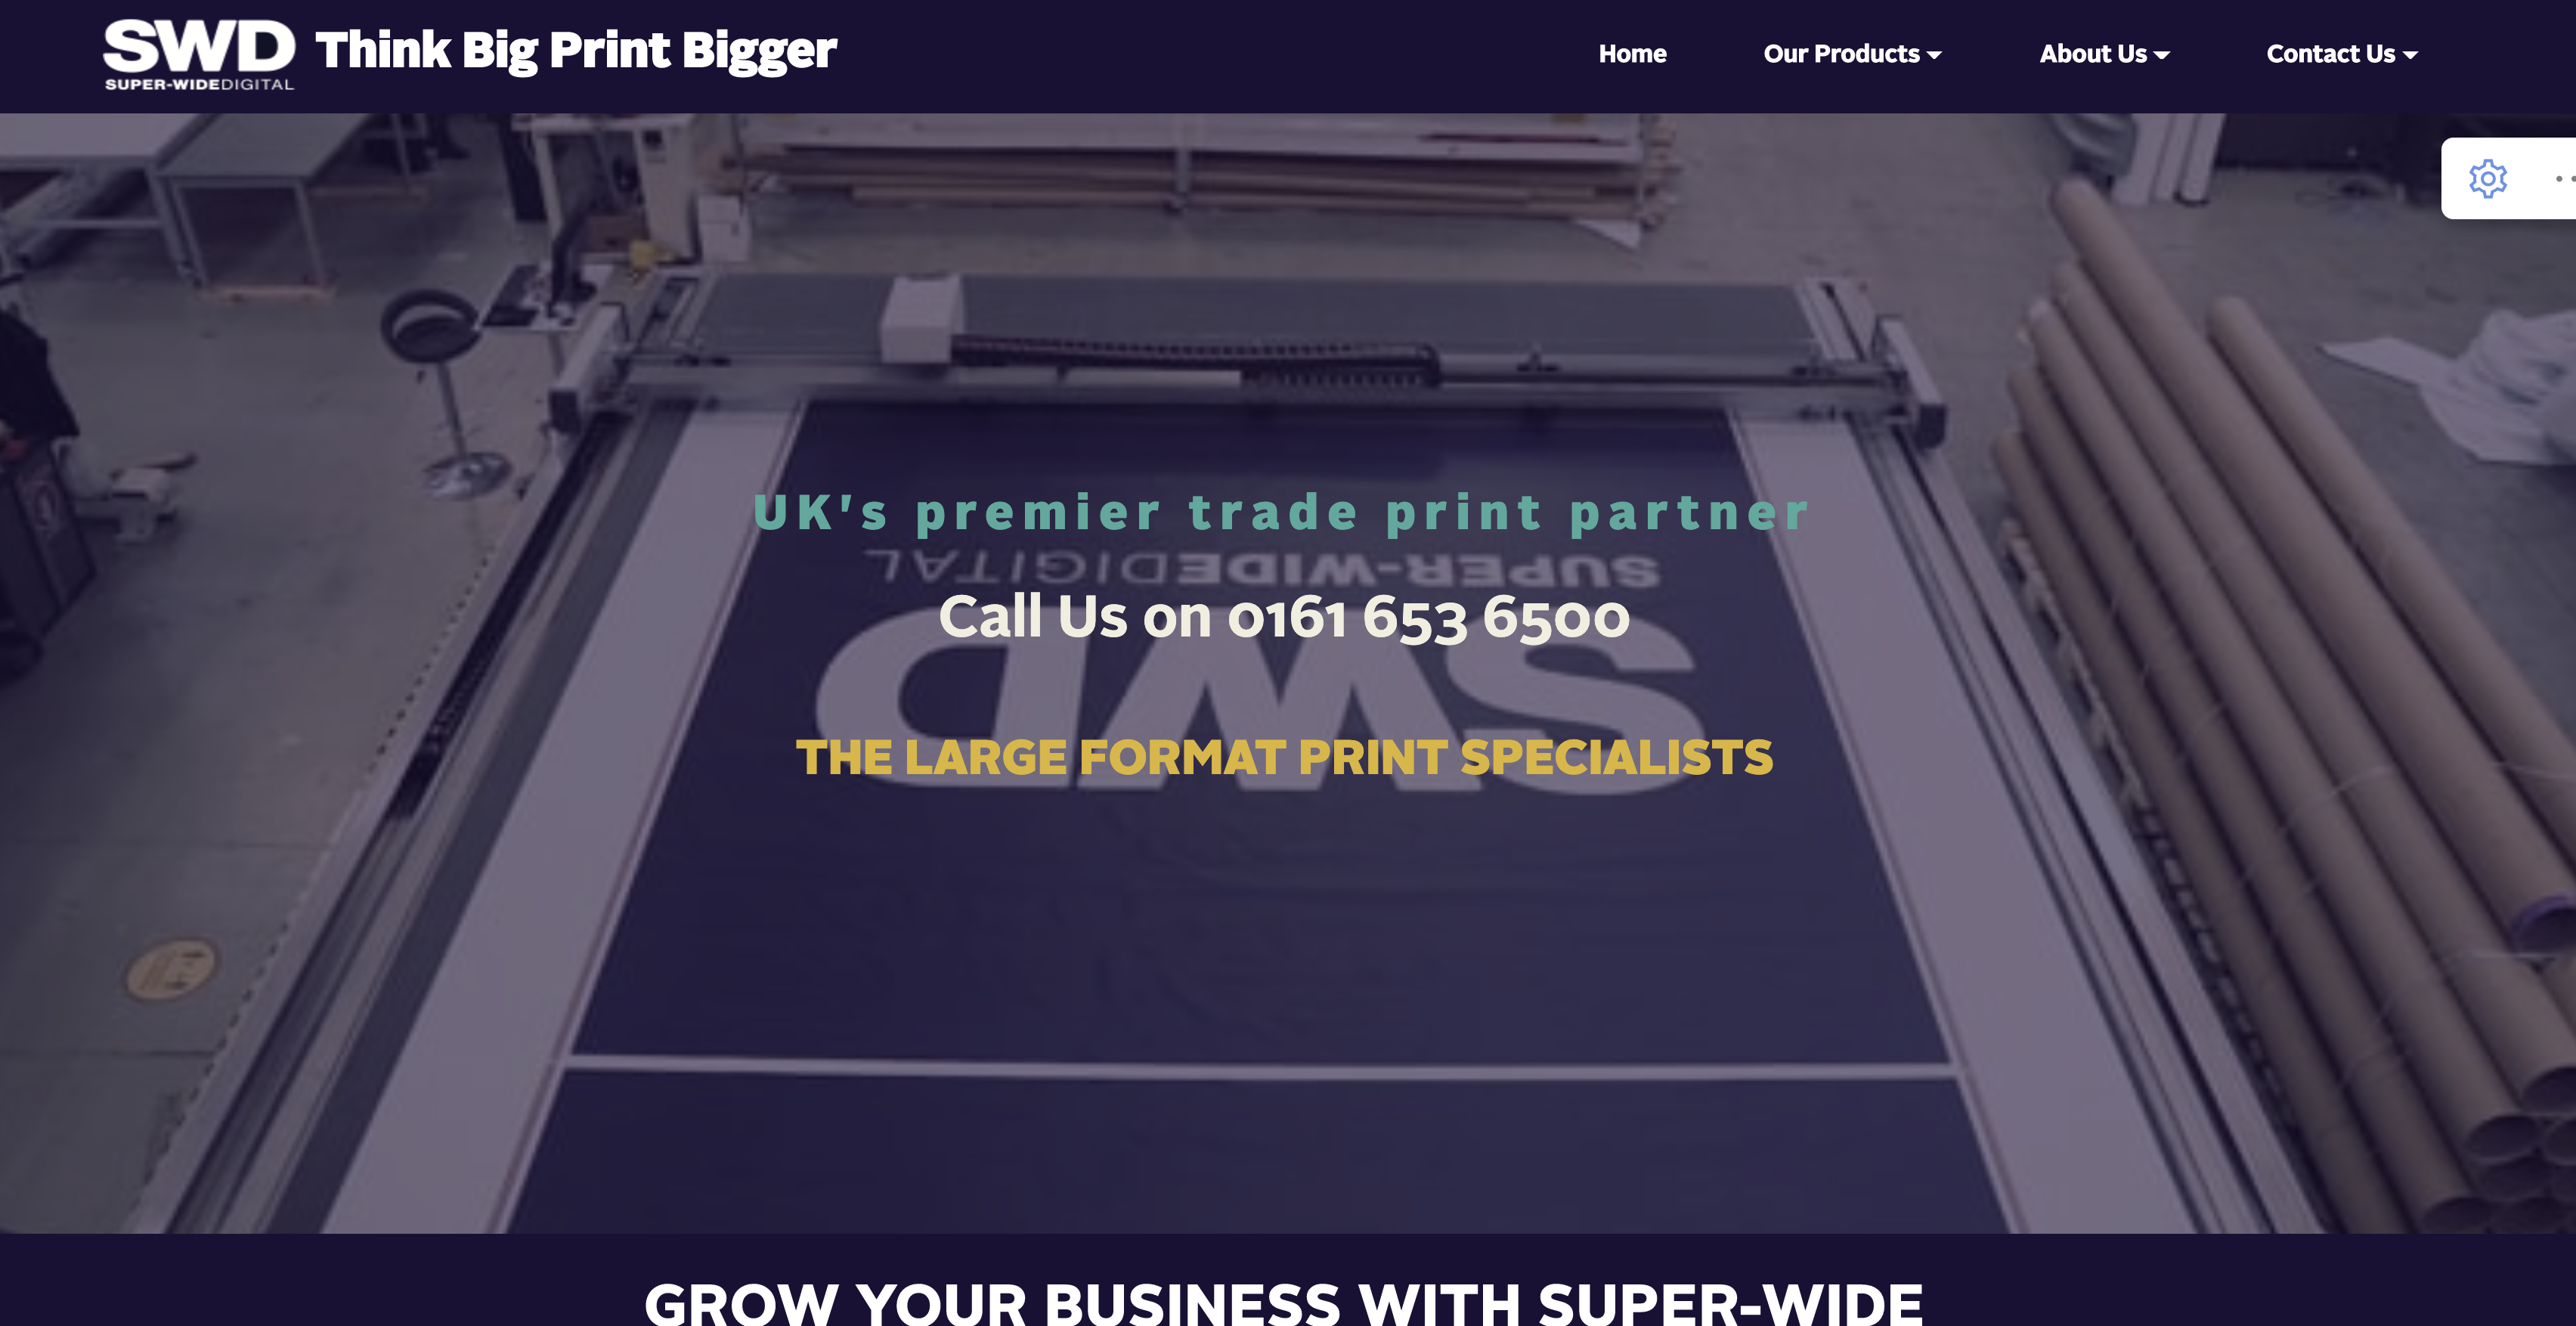 SWD
SUPER-WIDEDIGITAL
Think Big Print Bigger
Home
Our Products
About Us
Contact Us
UK's premier trade print partner
SUPER-WIDEDIGITAL
Call Us on 0161 653 6500
SWD
THE LARGE FORMAT PRINT SPECIALISTS
GROW YOUR BUSINESS WITH SUPER-WIDE